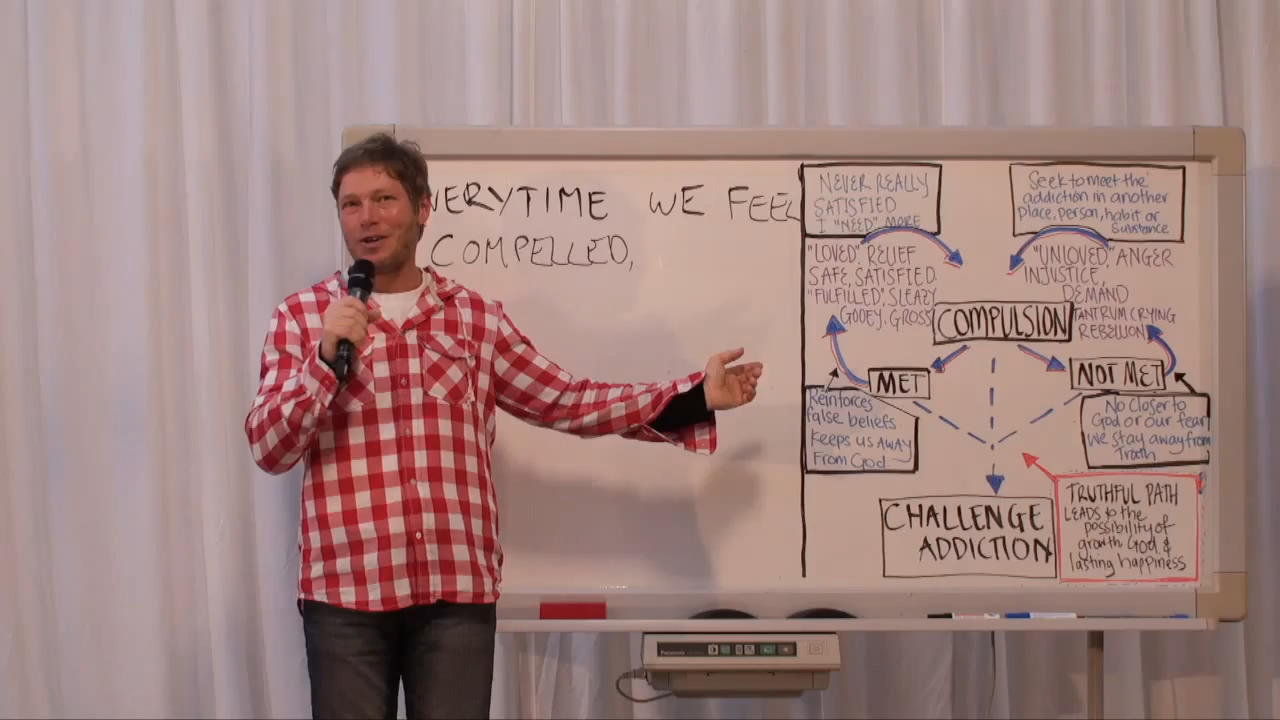 VERYTIME WE FEEL
COMPELLED,
NEVER REALLY
SATISFIED
I "NEED" MORE
Seek to meet the
addiction in another
place, person, habit or
Substance
"LOVED", RELIEF
SAFE, SATISFIED
"FULFILLED", SLEAZY
GOOEY, GROSS
"UNLOVED," ANGER
INJUSTICE,
DEMAND
TANTRUM CRYING
REBELLION
COMPULSION
MET
NOT MET
Reinforces
false beliefs
Keeps us AWAY
From God
No closer to
God or our fear
we stay away from
Truth
CHALLENGE
ADDICTION
TRUTHFUL PATH
LEADS to the
possibility of
growth God &
lasting happiness
Panasonic